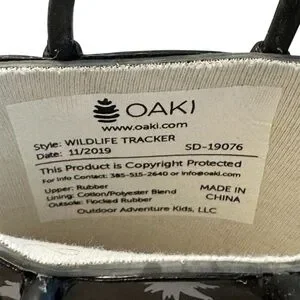 OAKI
www.oaki.com
Style: WILDLIFE TRACKER
Date: 11/2019 SD-19076
This Product is Copyright Protected
For Info Contact: 385-515-2640 or info@oaki.com
Upper: Rubber
Lining: Cotton/Polyester Blend
Outsole: Flocked Rubber
MADE IN
CHINA
Outdoor Adventure Kids, LLC